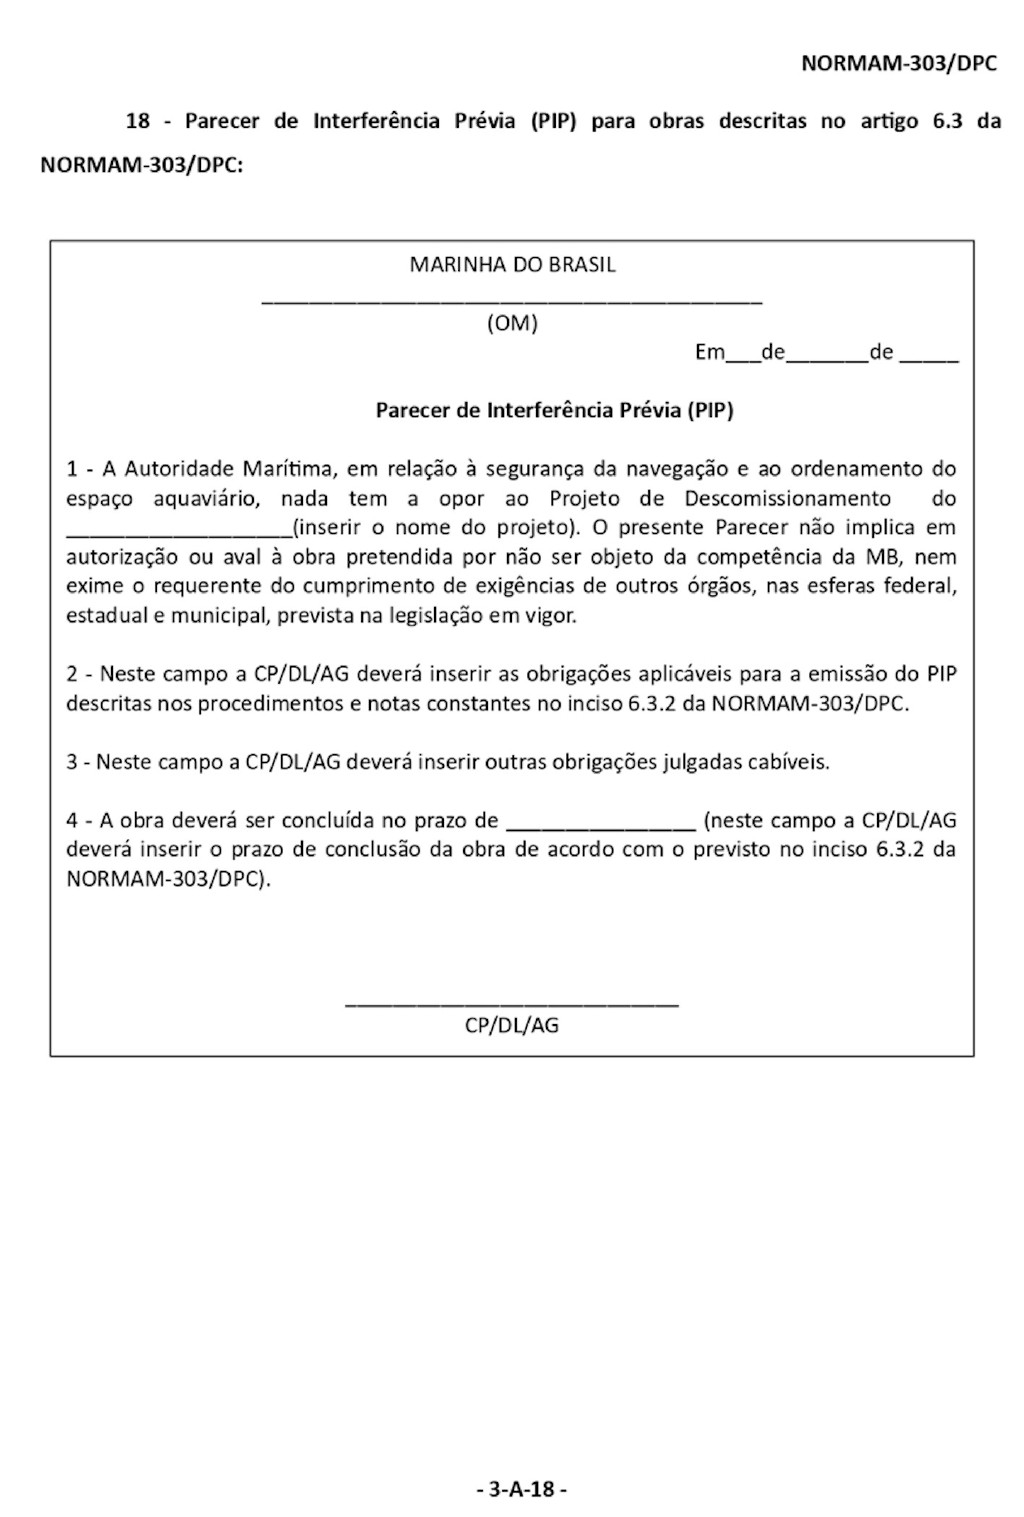 NORMAM-303/DPC
18 - Parecer de Interferência Prévia (PIP) para obras descritas no artigo 6.3 da
NORMAM-303/DPC:
MARINHA DO BRASIL
__________________________________________
(OM)
Em___de_______de _____
Parecer de Interferência Prévia (PIP)
1 - A Autoridade Marítima, em relação à segurança da navegação e ao ordenamento do
espaço aquaviário, nada tem a opor ao Projeto de Descomissionamento do
___________________(inserir o nome do projeto). O presente Parecer não implica em
autorização ou aval à obra pretendida por não ser objeto da competência da MB, nem
exime o requerente do cumprimento de exigências de outros órgãos, nas esferas federal,
estadual e municipal, prevista na legislação em vigor.
2 - Neste campo a CP/DL/AG deverá inserir as obrigações aplicáveis para a emissão do PIP
descritas nos procedimentos e notas constantes no inciso 6.3.2 da NORMAM-303/DPC.
3 - Neste campo a CP/DL/AG deverá inserir outras obrigações julgadas cabíveis.
4 - A obra deverá ser concluída no prazo de ________________ (neste campo a CP/DL/AG
deverá inserir o prazo de conclusão da obra de acordo com o previsto no inciso 6.3.2 da
NORMAM-303/DPC).
____________________________
CP/DL/AG
- 3-A-18 -